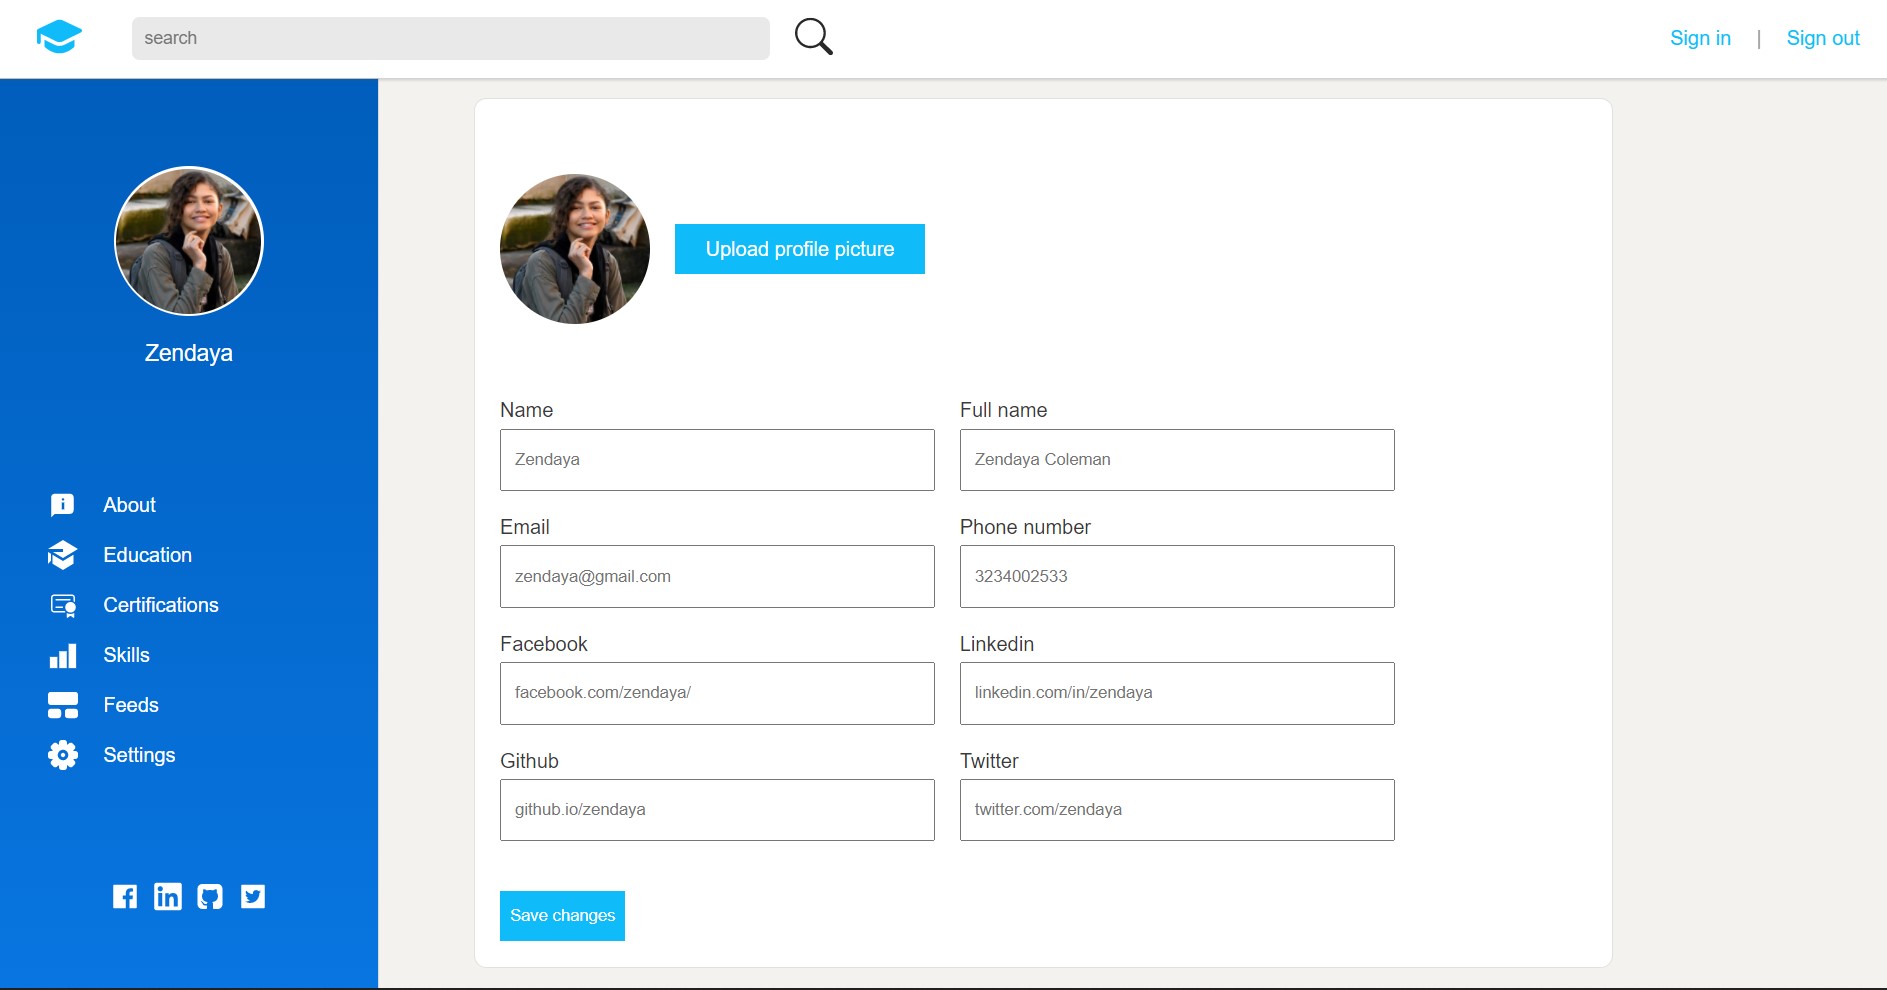 search
Sign in | Sign out
Zendaya
About
Education
Certifications
Skills
Feeds
Settings
Upload profile picture
Name
Full name
Zendaya
Zendaya Coleman
Email
Phone number
zendaya@gmail.com
3234002533
Facebook
Linkedin
facebook.com/zendaya/
linkedin.com/in/zendaya
Github
Twitter
github.io/zendaya
twitter.com/zendaya
Save changes